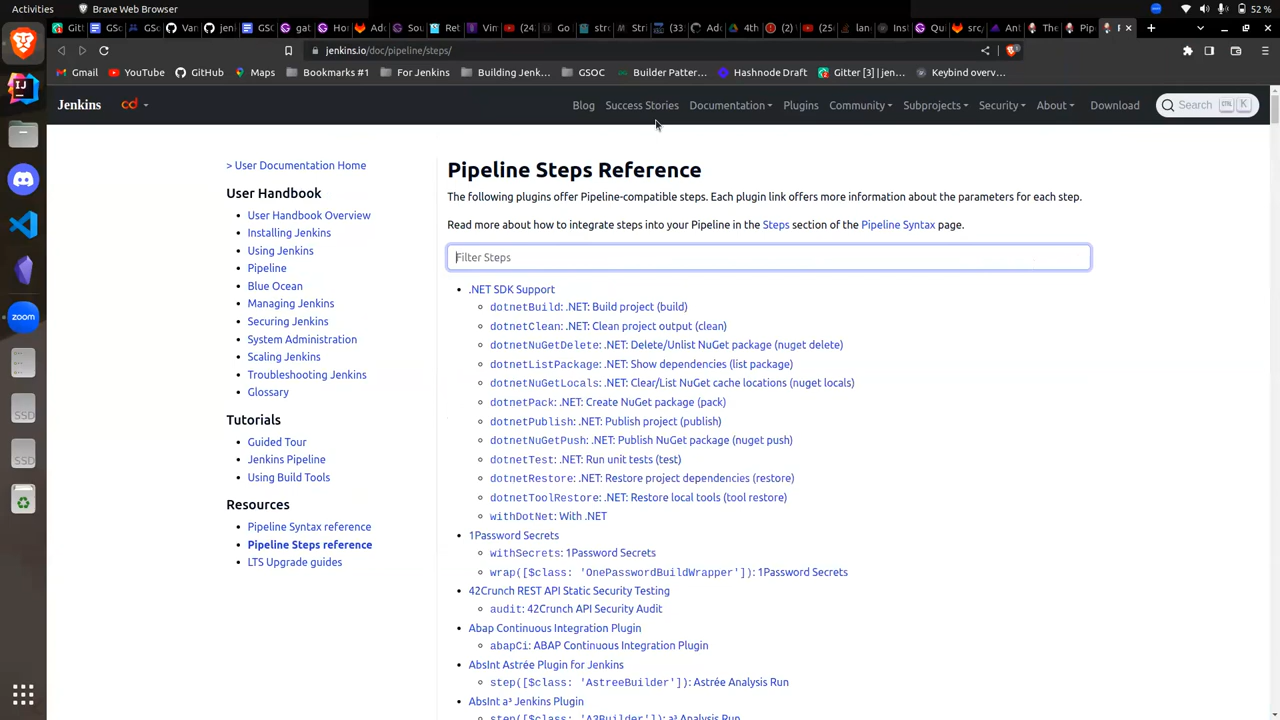 Activities
Brave Web Browser
52 %
jenkins.io/doc/pipeline/steps/
Gmail
YouTube
GitHub
Maps
Bookmarks #1
For Jenkins
Building Jenk...
GSOC
Builder Patter...
Hashnode Draft
Gitter [3] | jen...
Keybind overv...
Jenkins
cd
Blog
Success Stories
Documentation
Plugins
Community
Subprojects
Security
About
Download
Search
CTRL K
> User Documentation Home
User Handbook
User Handbook Overview
Installing Jenkins
Using Jenkins
Pipeline
Blue Ocean
Managing Jenkins
Securing Jenkins
System Administration
Scaling Jenkins
Troubleshooting Jenkins
Glossary
Tutorials
Guided Tour
Jenkins Pipeline
Using Build Tools
Resources
Pipeline Syntax reference
Pipeline Steps reference
LTS Upgrade guides
Pipeline Steps Reference
The following plugins offer Pipeline-compatible steps. Each plugin link offers more information about the parameters for each step.
Read more about how to integrate steps into your Pipeline in the Steps section of the Pipeline Syntax page.
Filter Steps
.NET SDK Support
dotnetBuild: .NET: Build project (build)
dotnetClean: .NET: Clean project output (clean)
dotnetNuGetDelete: .NET: Delete/Unlist NuGet package (nuget delete)
dotnetListPackage: .NET: Show dependencies (list package)
dotnetNuGetLocals: .NET: Clear/List NuGet cache locations (nuget locals)
dotnetPack: .NET: Create NuGet package (pack)
dotnetPublish: .NET: Publish project (publish)
dotnetNuGetPush: .NET: Publish NuGet package (nuget push)
dotnetTest: .NET: Run unit tests (test)
dotnetRestore: .NET: Restore project dependencies (restore)
dotnetToolRestore: .NET: Restore local tools (tool restore)
withDotNet: With .NET
1Password Secrets
withSecrets: 1Password Secrets
wrap([$class: 'OnePasswordBuildWrapper']): 1Password Secrets
42Crunch REST API Static Security Testing
audit: 42Crunch API Security Audit
Abap Continuous Integration Plugin
abapCi: ABAP Continuous Integration Plugin
AbsInt Astrée Plugin for Jenkins
step([$class: 'AstreeBuilder']): Astrée Analysis Run
AbsInt a³ Jenkins Plugin
step([$class: 'A3Builder']): a³ Analysis Run
zoom
SSD
SSD